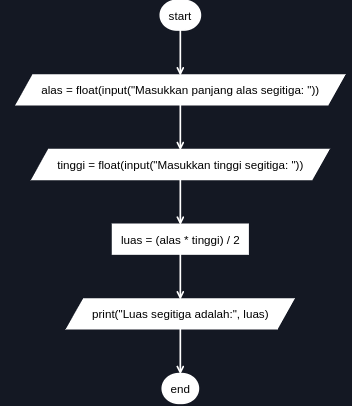 start
alas = float(input("Masukkan panjang alas segitiga: "))
tinggi = float(input("Masukkan tinggi segitiga: "))
luas = (alas * tinggi) / 2
print("Luas segitiga adalah:", luas)
end